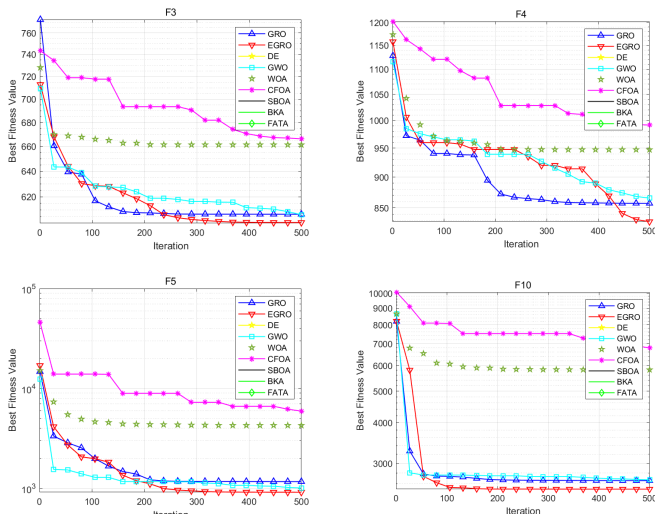 F3
Best Fitness Value
760
740
720
700
680
660
640
620
0
100
200
300
400
500
Iteration
GRO
EGRO
DE
GWO
WOA
CFOA
SBOA
BKA
FATA
F4
Best Fitness Value
1200
1150
1100
1050
1000
950
900
850
0
100
200
300
400
500
Iteration
GRO
EGRO
DE
GWO
WOA
CFOA
SBOA
BKA
FATA
F5
Best Fitness Value
10^5
10^4
10^3
0
100
200
300
400
500
GRO
EGRO
DE
GWO
WOA
CFOA
SBOA
BKA
FATA
F10
Best Fitness Value
10000
9000
8000
7000
6000
5000
4000
3000
0
100
200
300
400
500
Iteration
GRO
EGRO
DE
GWO
WOA
CFOA
SBOA
BKA
FATA